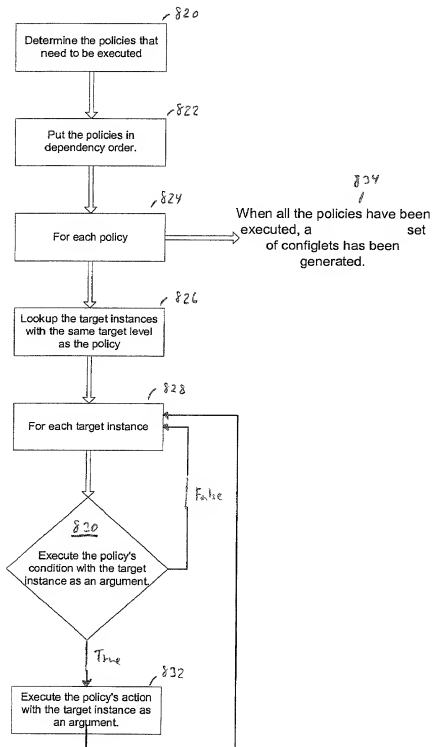 820
Determine the policies that
need to be executed
822
Put the policies in
dependency order.
824
For each policy
834
When all the policies have been
executed, a set
of configlets has been
generated.
826
Lookup the target instances
with the same target level
as the policy
828
For each target instance
False
830
Execute the policy's
condition with the target
instance as an argument.
True
832
Execute the policy's action
with the target instance as
an argument.